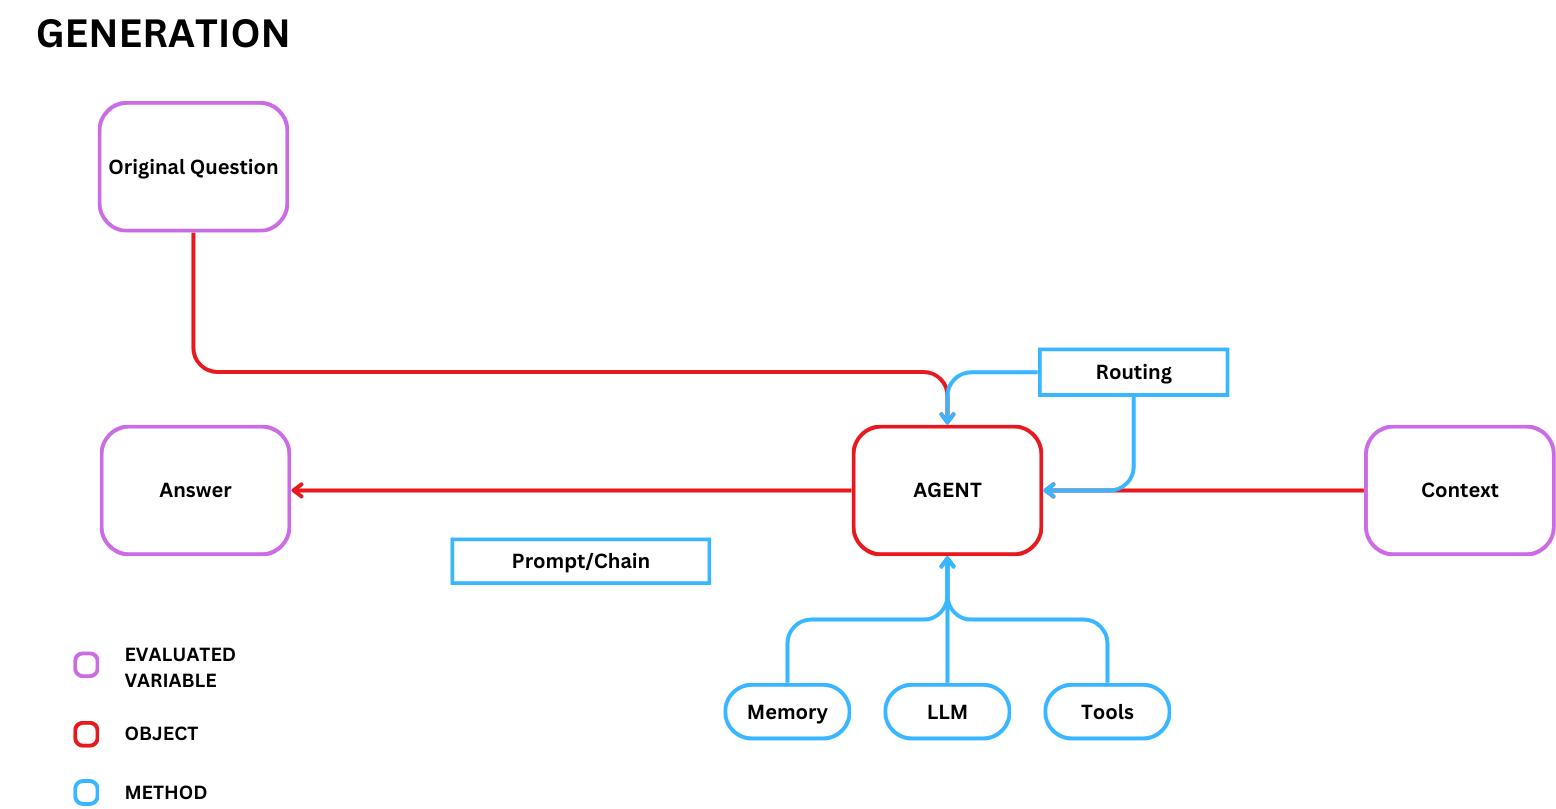 GENERATION
Original Question
Routing
Answer
AGENT
Context
Prompt/Chain
EVALUATED
VARIABLE
Memory
LLM
Tools
OBJECT
METHOD